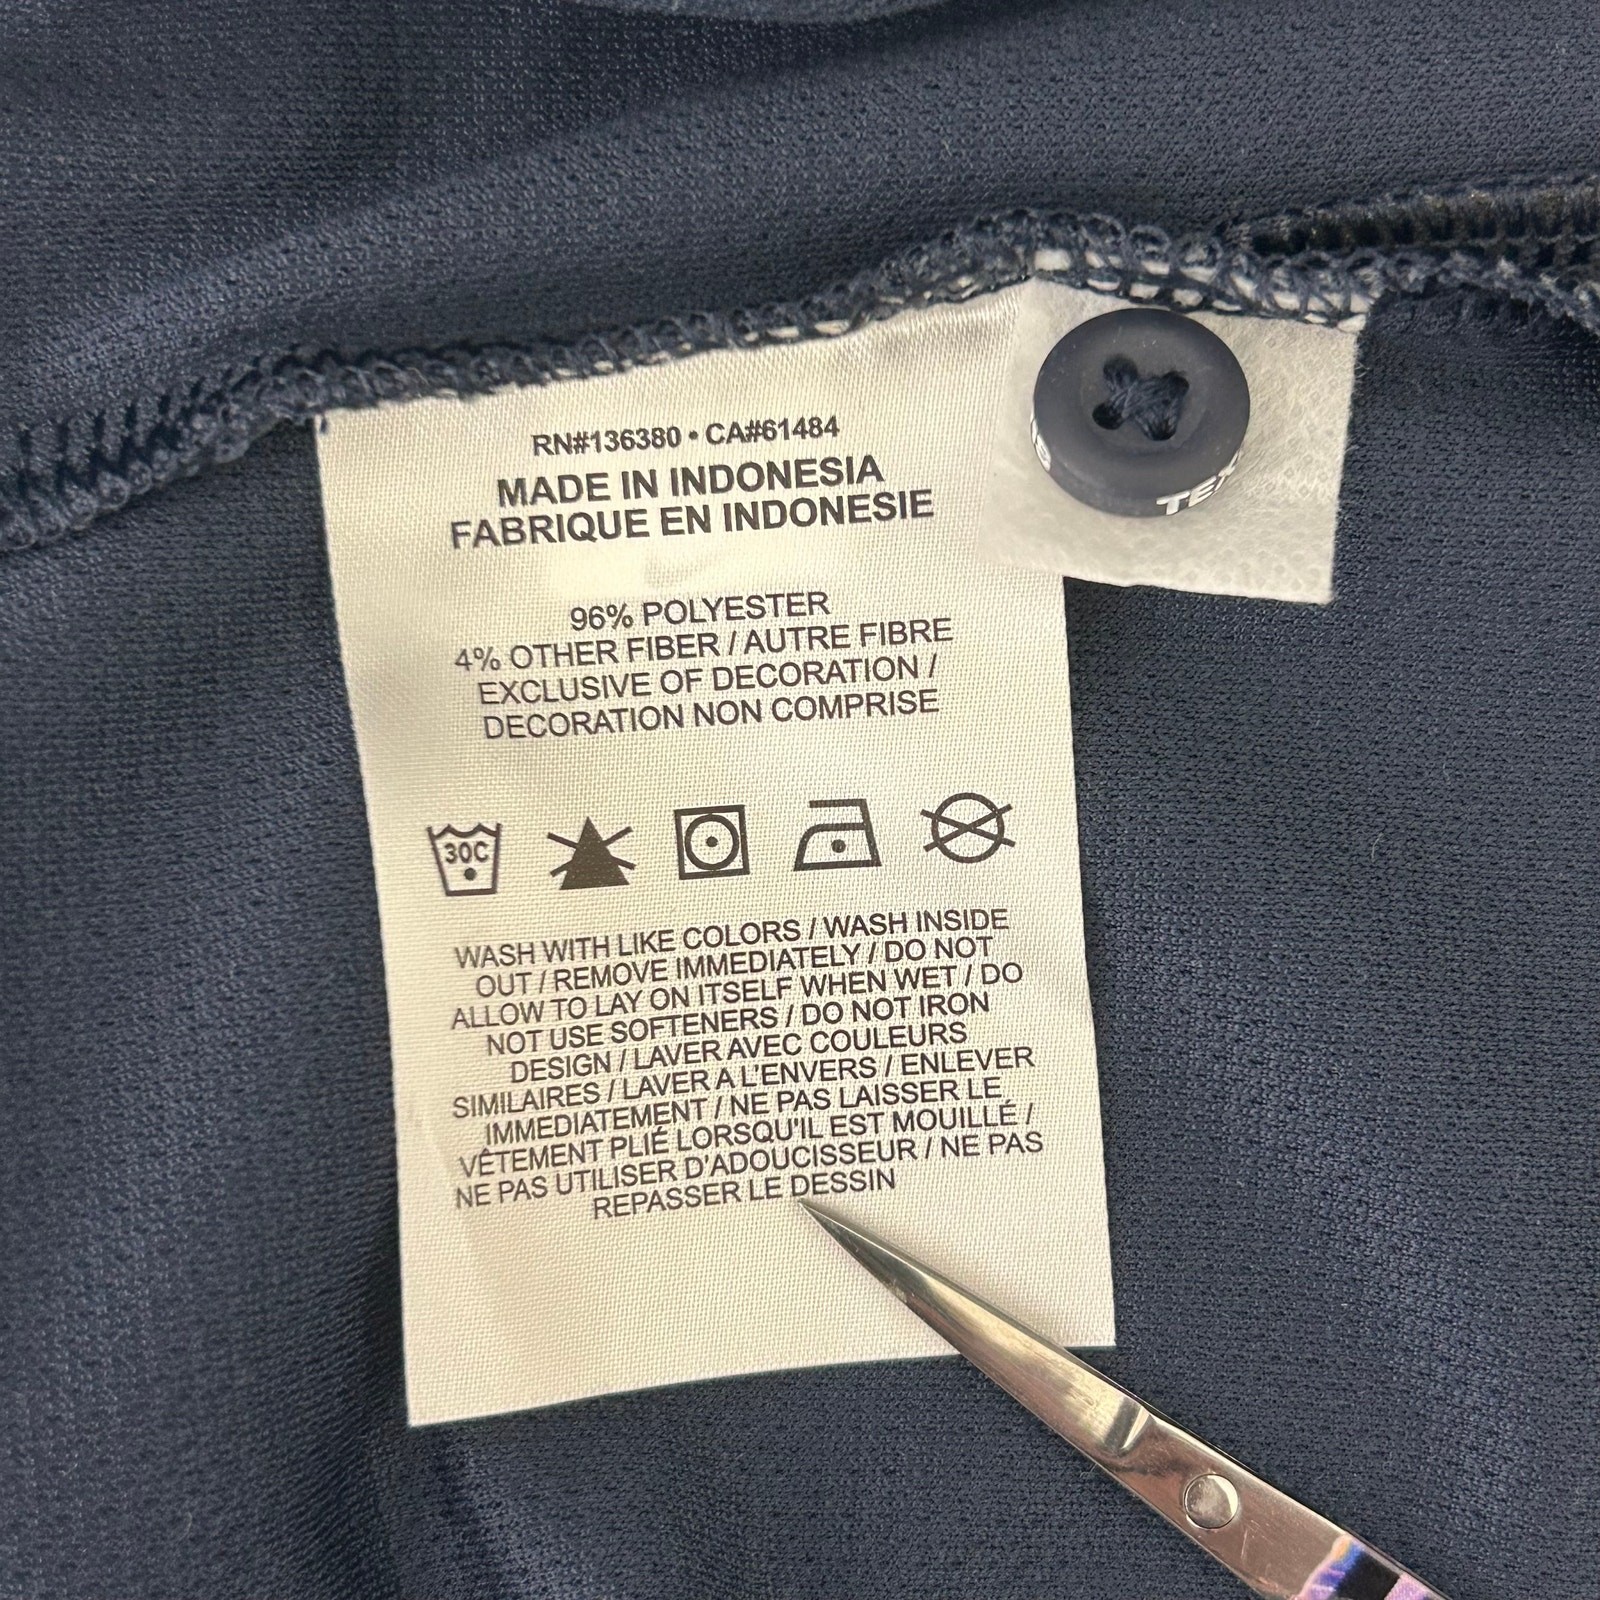 RN#136380 • CA#61484
MADE IN INDONESIA
FABRIQUE EN INDONESIE
96% POLYESTER
4% OTHER FIBER / AUTRE FIBRE
EXCLUSIVE OF DECORATION /
DECORATION NON COMPRISE
30C
WASH WITH LIKE COLORS / WASH INSIDE
OUT / REMOVE IMMEDIATELY / DO NOT
ALLOW TO LAY ON ITSELF WHEN WET / DO
NOT USE SOFTENERS / DO NOT IRON
DESIGN / LAVER AVEC COULEURS
SIMILAIRES / LAVER A L'ENVERS / ENLEVER
IMMEDIATEMENT / NE PAS LAISSER LE
VÊTEMENT PLIÉ LORSQU'IL EST MOUILLÉ /
NE PAS UTILISER D'ADOUCISSEUR / NE PAS
REPASSER LE DESSIN